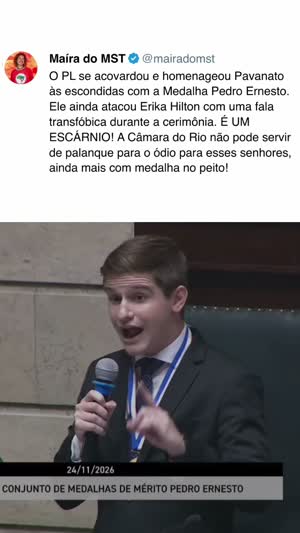 Maíra do MST @mairadomst
O PL se acovardou e homenageou Pavanato
às escondidas com a Medalha Pedro Ernesto.
Ele ainda atacou Erika Hilton com uma fala
transfóbica durante a cerimônia. É UM
ESCÁRNIO! A Câmara do Rio não pode servir
de palanque para o ódio para esses senhores,
ainda mais com medalha no peito!
24/11/2026
CONJUNTO DE MEDALHAS DE MÉRITO PEDRO ERNESTO